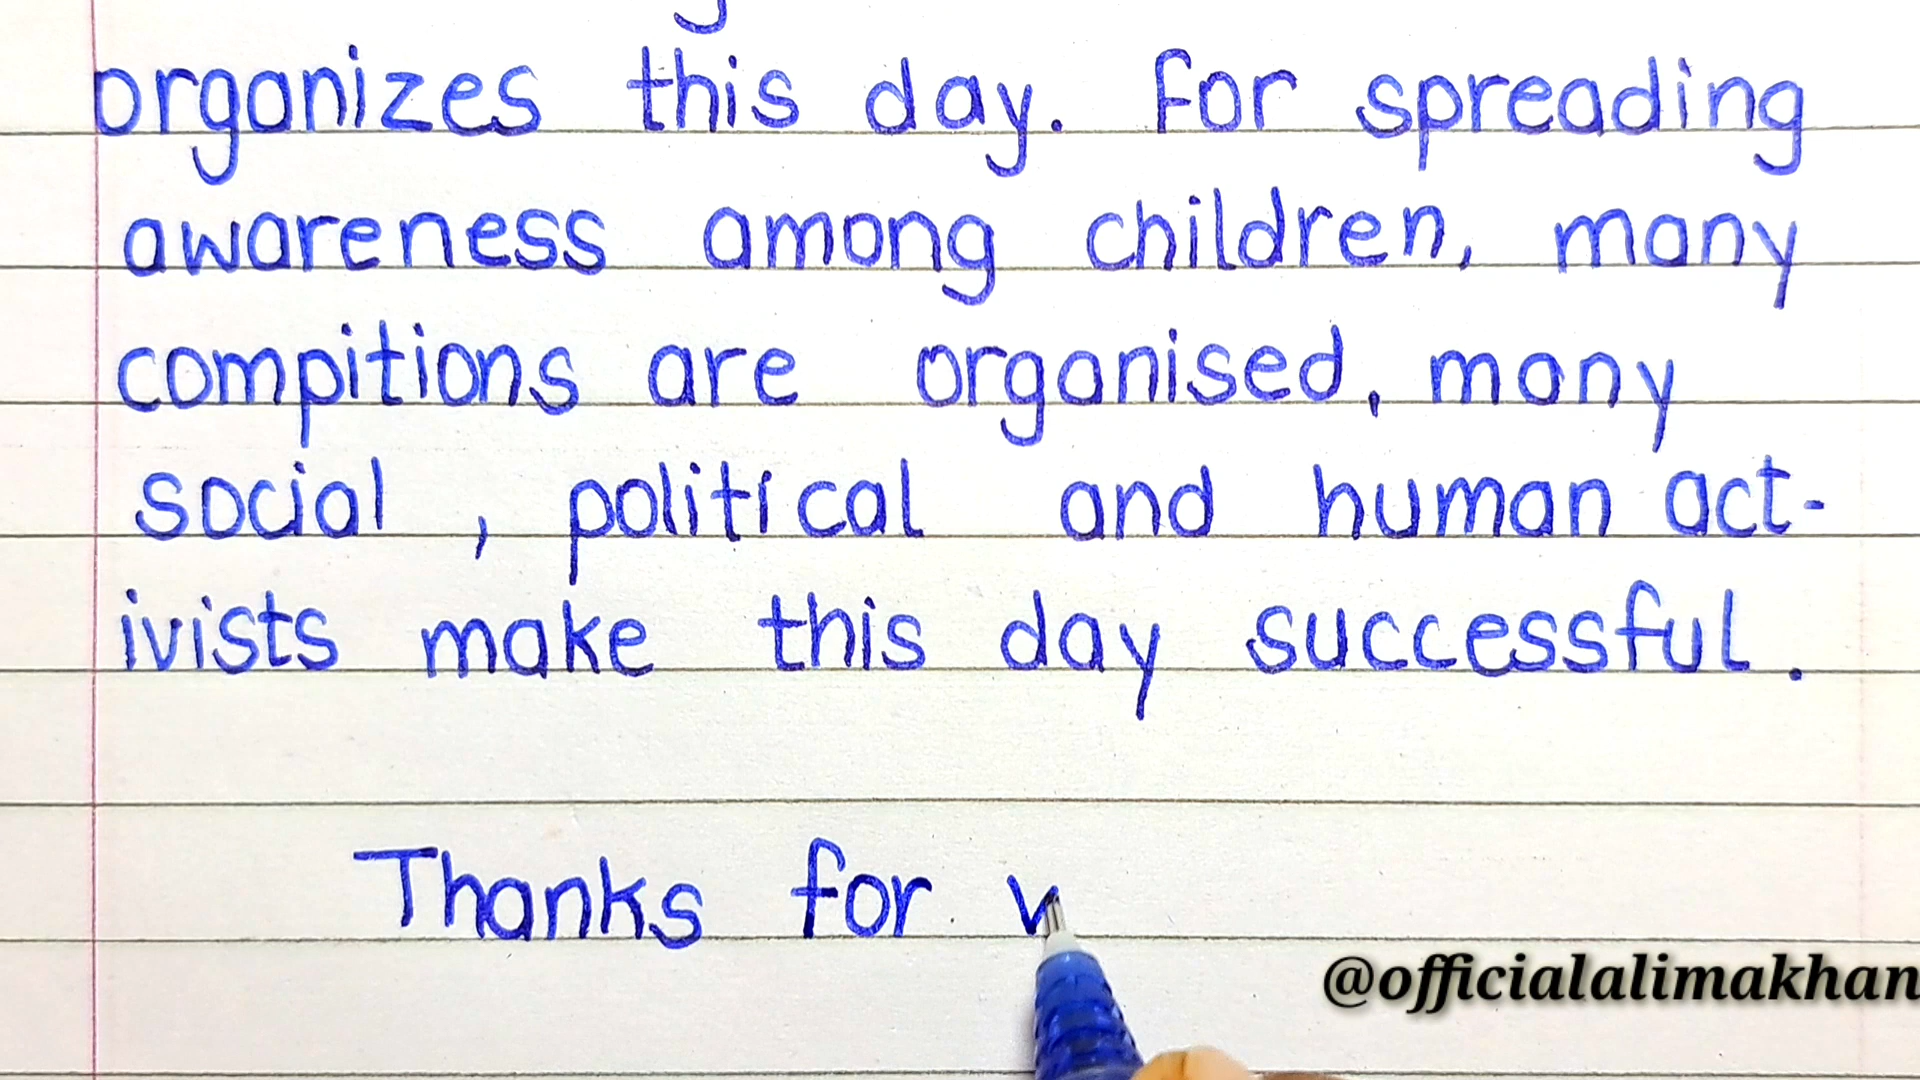 organizes this day. For spreading
awareness among children, many
compitions are organised, many
social , political and human act-
ivists make this day successful.
Thanks for
@officialalimakhan